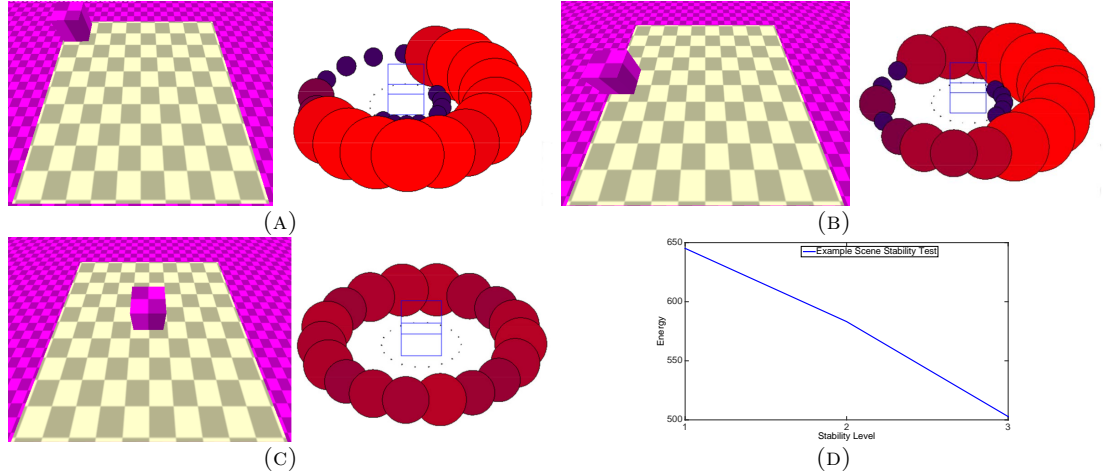 (A)
(B)
650
Example Scene Stability Test
600
Energy
550
500
1
2
3
Stability Level
(C)
(D)